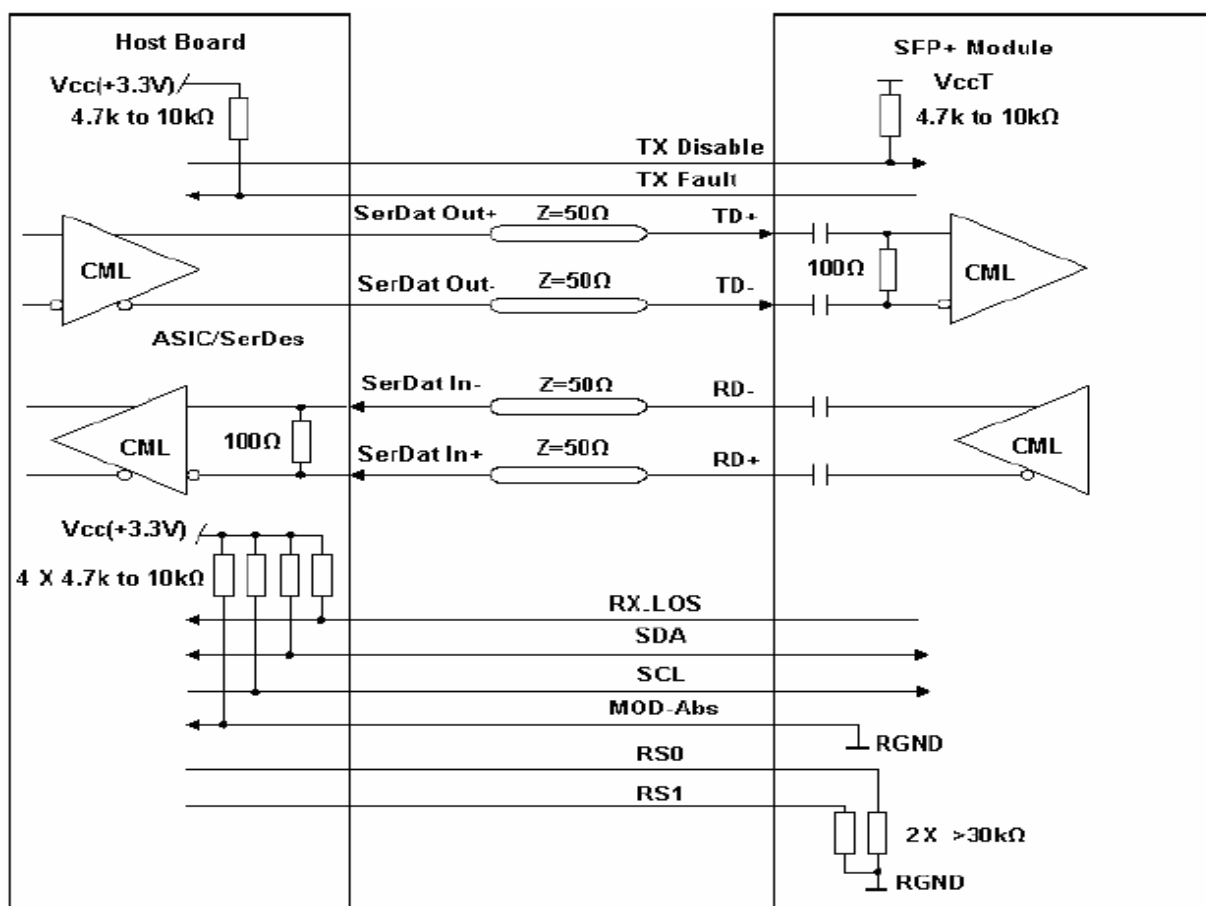 Host Board
SFP+ Module
Vcc(+3.3V)
4.7k to 10kΩ
VccT
4.7k to 10kΩ
TX Disable
TX Fault
SerDat Out+
Z=50Ω
TD+
CML
100Ω
CML
SerDat Out-
Z=50Ω
TD-
ASIC/SerDes
SerDat In-
Z=50Ω
RD-
CML
100Ω
SerDat In+
Z=50Ω
RD+
CML
Vcc(+3.3V)
4 X 4.7k to 10kΩ
RX_LOS
SDA
SCL
MOD-Abs
RGND
RS0
RS1
2X >30kΩ
RGND